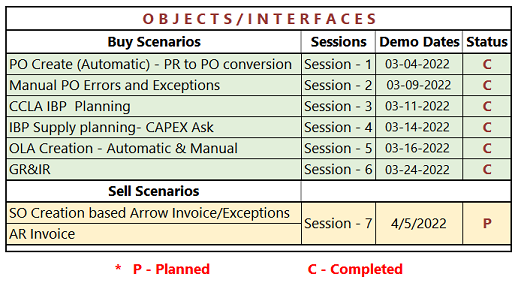 OBJECTS/INTERFACES
Buy Scenarios Sessions Demo Dates Status
PO Create (Automatic) - PR to PO conversion Session - 1 03-04-2022 C
Manual PO Errors and Exceptions Session - 2 03-09-2022 C
CCLA IBP Planning Session - 3 03-11-2022 C
IBP Supply planning- CAPEX Ask Session - 4 03-14-2022 C
OLA Creation - Automatic & Manual Session - 5 03-16-2022 C
GR&IR Session - 6 03-24-2022 C
Sell Scenarios
SO Creation based Arrow Invoice/Exceptions Session - 7 4/5/2022 P
AR Invoice
* P - Planned C - Completed